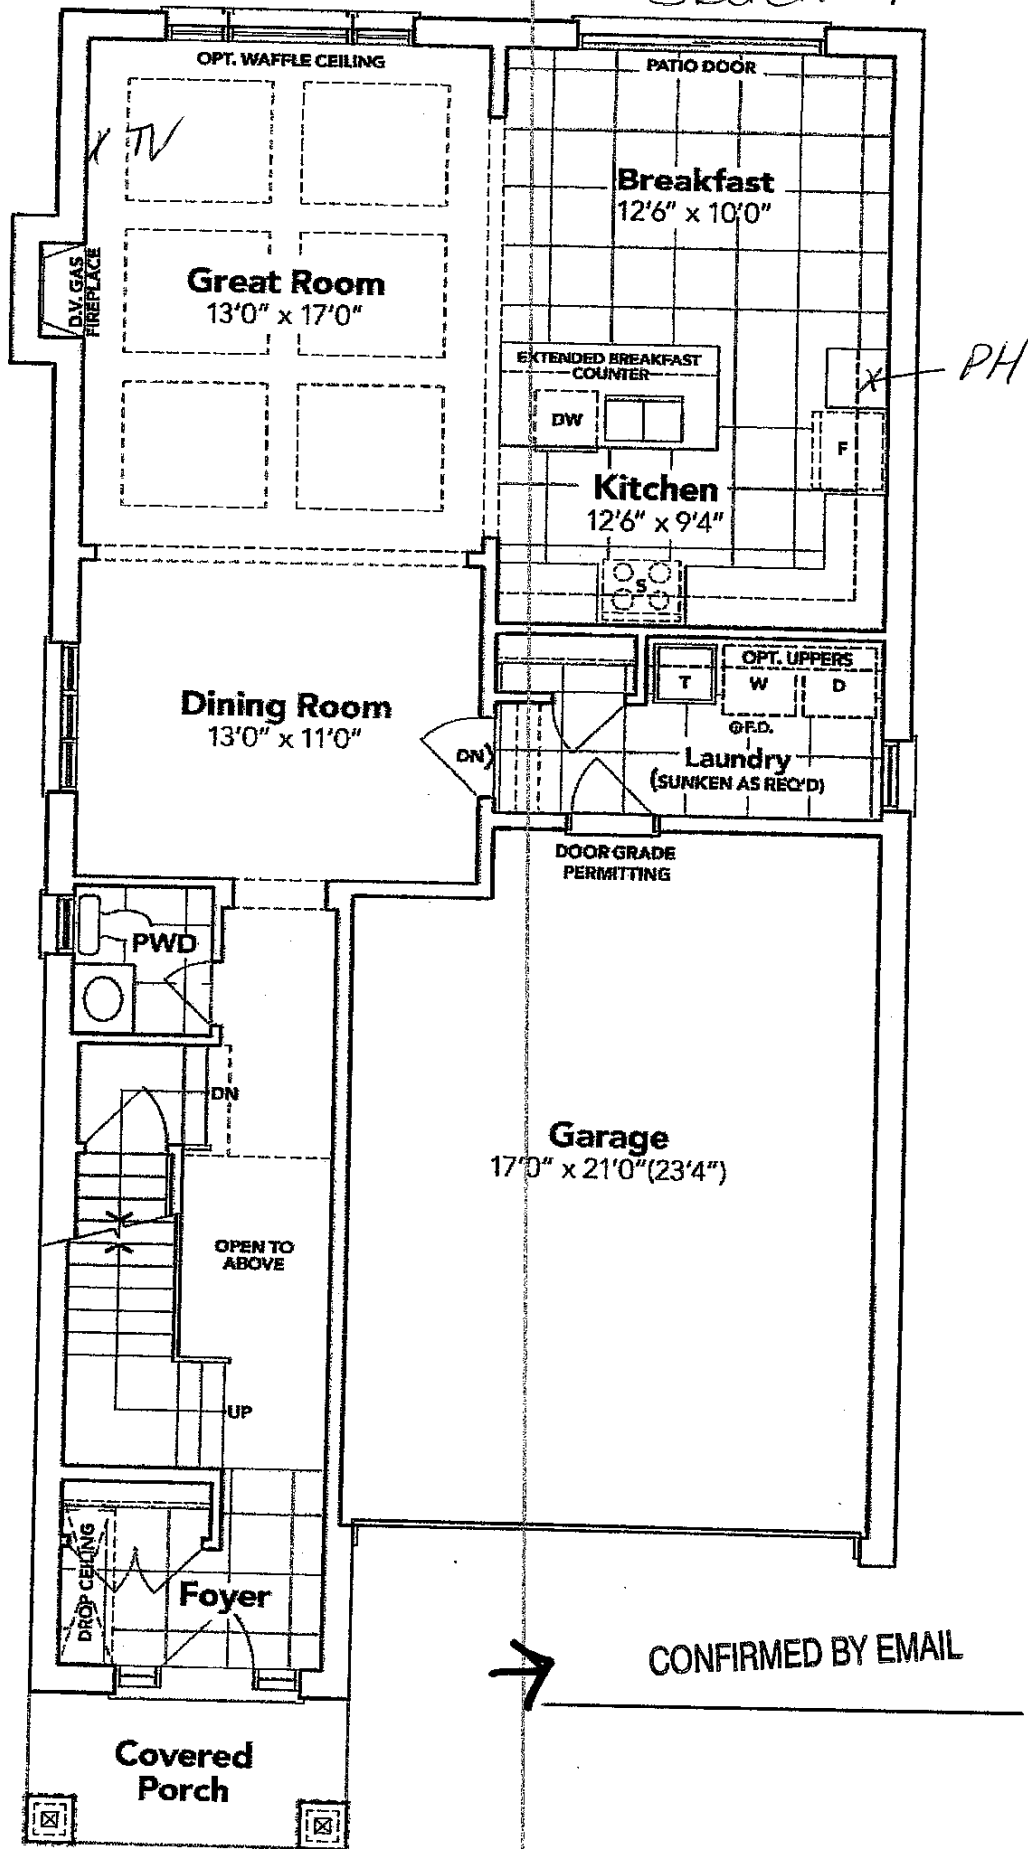 OPT. WAFFLE CEILING
PATIO DOOR
X TV
Breakfast
12'6" x 10'0"
Great Room
13'0" x 17'0"
D.V. GAS
FIREPLACE
EXTENDED BREAKFAST
COUNTER
X PH
DW
F
Kitchen
12'6" x 9'4"
S
OPT. UPPERS
T
W
D
Dining Room
13'0" x 11'0"
F.D.
DN
Laundry
(SUNKEN AS REQ'D)
DOOR GRADE
PERMITTING
PWD
DN
Garage
17'0" x 21'0"(23'4")
OPEN TO
ABOVE
UP
DROP CEILING
Foyer
CONFIRMED BY EMAIL
Covered
Porch